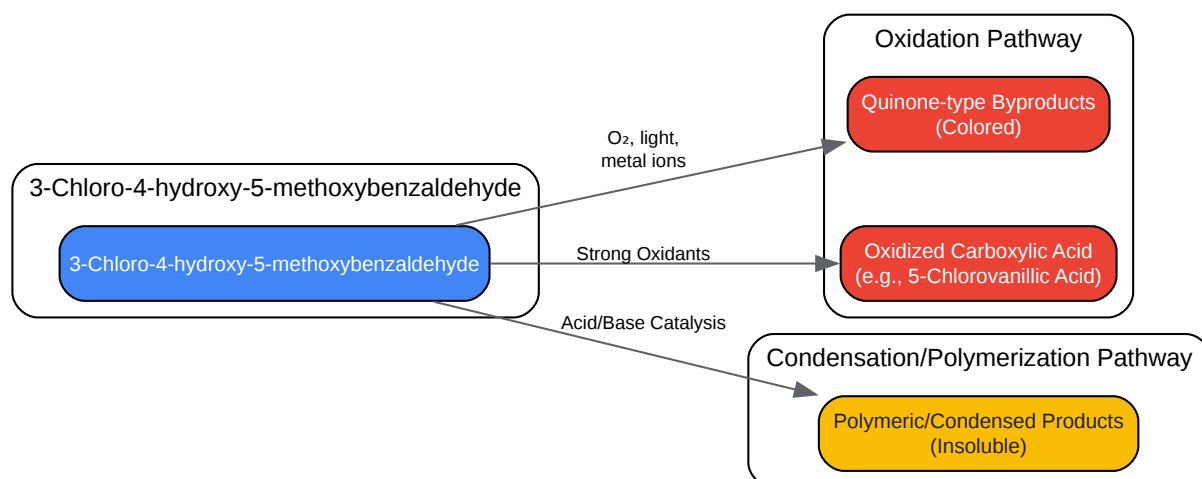 Oxidation Pathway
Quinone-type Byproducts
(Colored)
O₂, light,
metal ions
3-Chloro-4-hydroxy-5-methoxybenzaldehyde
3-Chloro-4-hydroxy-5-methoxybenzaldehyde
Strong Oxidants
Oxidized Carboxylic Acid
(e.g., 5-Chlorovanillic Acid)
Acid/Base Catalysis
Condensation/Polymerization Pathway
Polymeric/Condensed Products
(Insoluble)